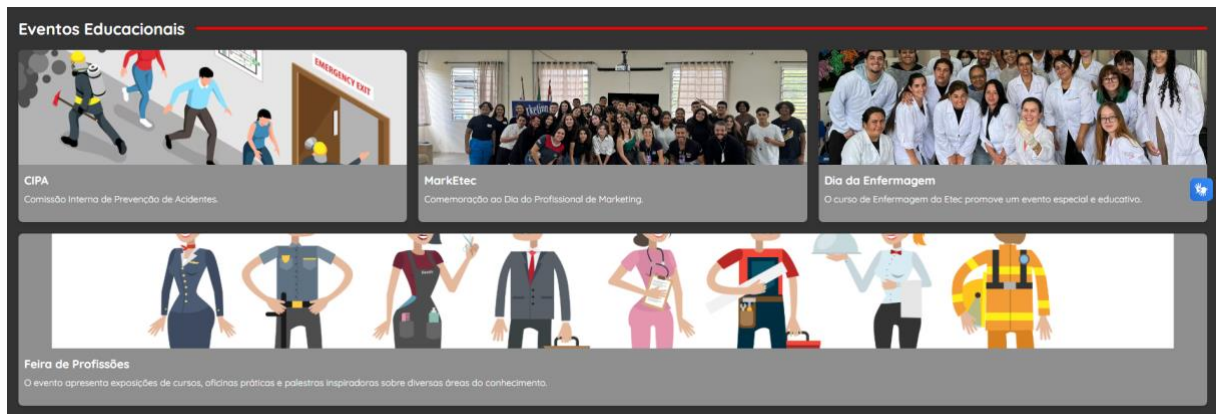 Eventos Educacionais
EMERGENCY EXIT
CIPA
Comissão Interna de Prevenção de Acidentes.
MarkEtec
Comemoração ao Dia do Profissional de Marketing.
Dia da Enfermagem
O curso de Enfermagem da Etec promove um evento especial e educativo.
Feira de Profissões
O evento apresenta exposições de cursos, oficinas práticas e palestras inspiradoras sobre diversas áreas do conhecimento.